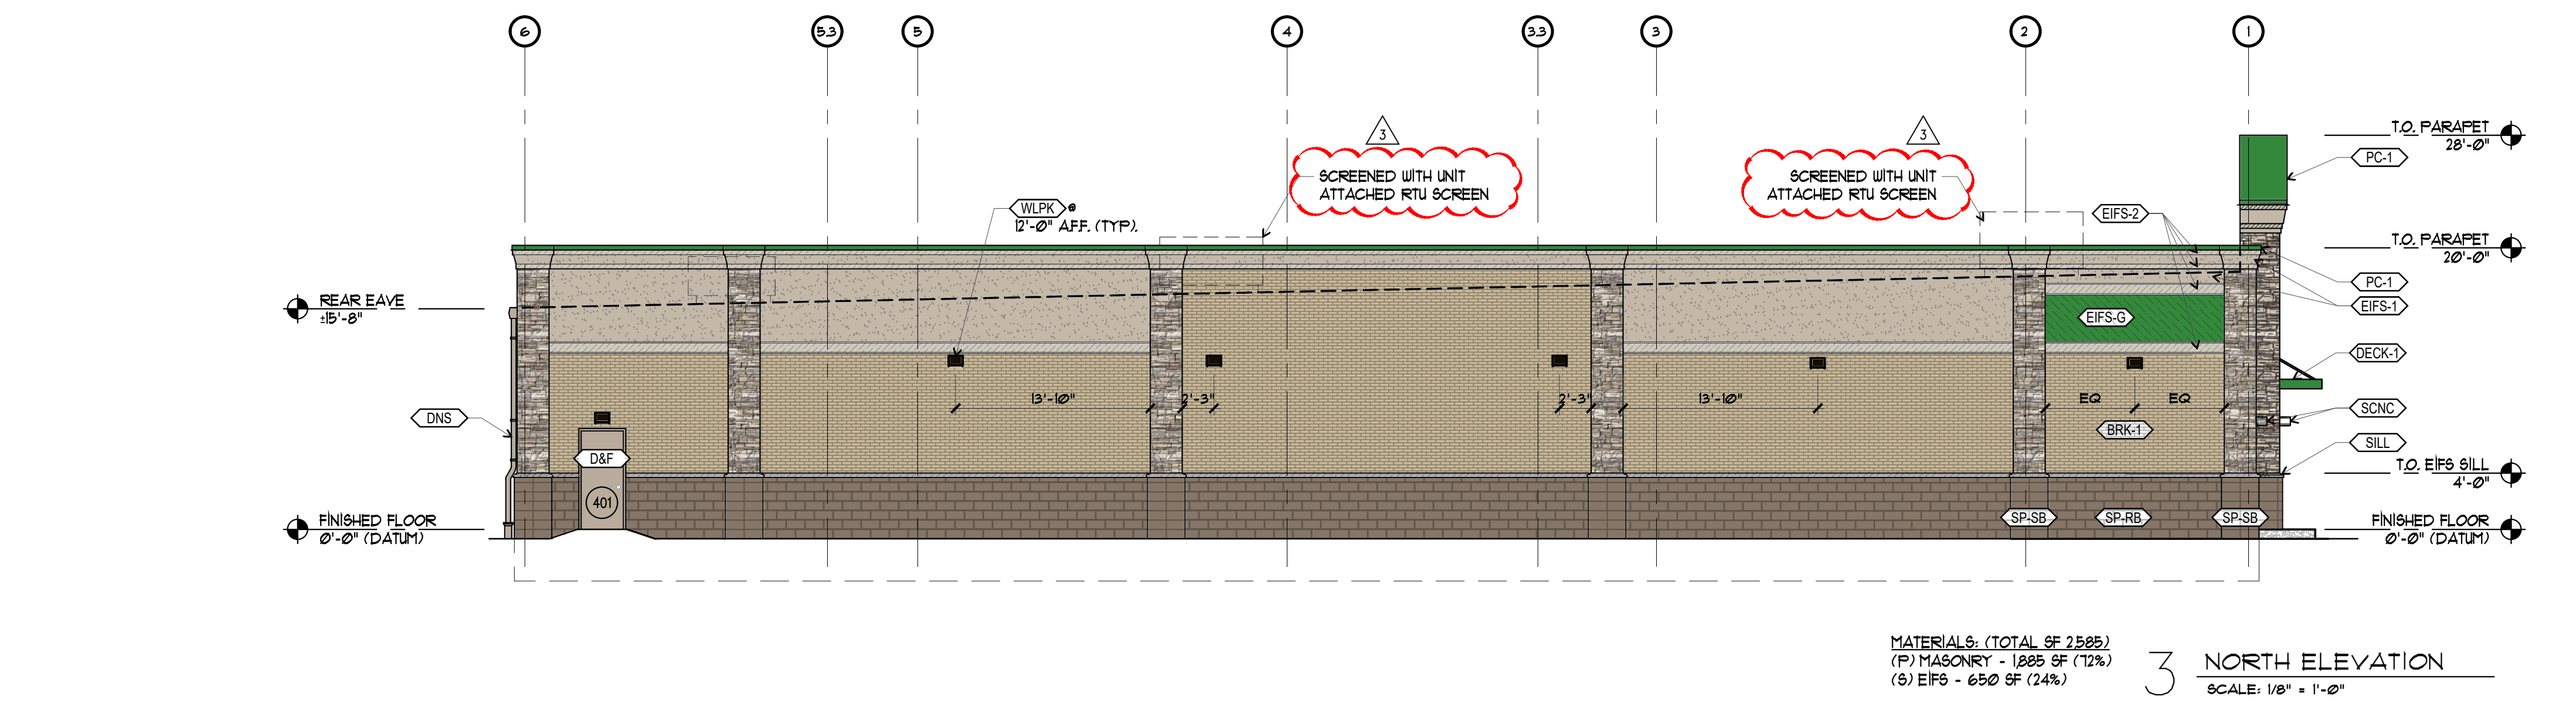 6
5.3
5
4
3.3
3
2
1
3
3
SCREENED WITH UNIT
ATTACHED RTU SCREEN
SCREENED WITH UNIT
ATTACHED RTU SCREEN
T.O. PARAPET
28'-0"
PC-1
WLPK @
12'-0" A.F.F. (TYP).
EIFS-2
T.O. PARAPET
20'-0"
PC-1
REAR EAVE
±15'-8"
EIFS-1
EIFS-G
DECK-1
13'-10"
2'-3"
2'-3"
13'-10"
EQ
EQ
SCNC
DNS
BRK-1
SILL
D&F
T.O. EIFS SILL
4'-0"
401
FINISHED FLOOR
0'-0" (DATUM)
SP-SB
SP-RB
SP-SB
FINISHED FLOOR
0'-0" (DATUM)
MATERIALS: (TOTAL SF 2,585)
(P) MASONRY - 1,885 SF (72%)
(S) EIFS - 650 SF (24%)
3 NORTH ELEVATION
SCALE: 1/8" = 1'-0"